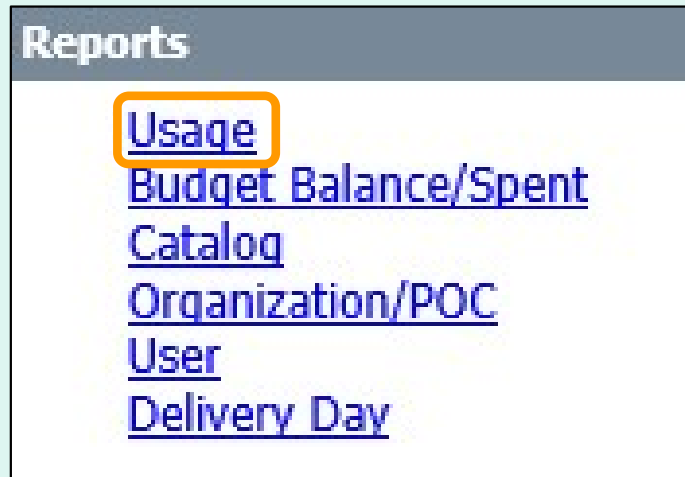 Reports
Usage
Budget Balance/Spent
Catalog
Organization/POC
User
Delivery Day